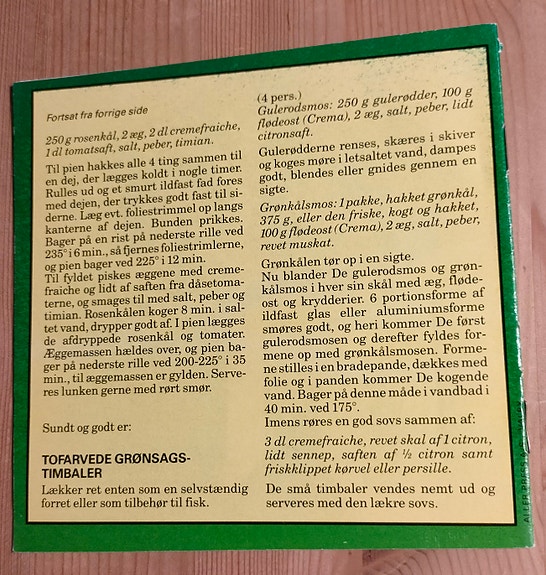 Fortsat fra forrige side
250 g rosenkål, 2 æg, 2 dl cremefraiche,
1 dl tomatsaft, salt, peber, timian.
Til pien hakkes alle 4 ting sammen til
en dej, der lægges koldt i nogle timer.
Rulles ud og et smurt ildfast fad fores
med dejen, der trykkes godt fast til si-
derne. Læg evt. foliestrimmel op langs
kanterne af dejen. Bunden prikkes.
Bager på en rist på nederste rille ved
235° i 6 min., så fjernes foliestrimlerne,
og pien bager ved 225° i 12 min.
Til fyldet piskes æggene med creme-
fraiche og lidt af saften fra dåsetoma-
terne, og smages til med salt, peber og
timian. Rosenkålen koger 8 min. i sal-
tet vand, drypper godt af. I pien lægges
de afdryppede rosenkål og tomater.
Æggemassen hældes over, og pien ba-
ger på nederste rille ved 200-225° i 35
min., til æggemassen er gylden. Serve-
res lunken gerne med rørt smør.
Sundt og godt er:
TOFARVEDE GRØNSAGS-
TIMBALER
Lækker ret enten som en selvstændig
forret eller som tilbehør til fisk.
(4 pers.)
Gulerodsmos: 250 g gulerødder, 100 g
flødeost (Crema), 2 æg, salt, peber, lidt
citronsaft.
Gulerødderne renses, skæres i skiver
og koges møre i letsaltet vand, dampes
godt, blendes eller gnides gennem en
sigte.
Grønkålsmos: 1 pakke, hakket grønkål,
375 g, eller den friske, kogt og hakket,
100 g flødeost (Crema), 2 æg, salt, peber,
revet muskat.
Grønkålen tør op i en sigte.
Nu blander De gulerodsmos og grøn-
kålsmos i hver sin skål med æg, fløde-
ost og krydderier. 6 portionsforme af
ildfast glas eller aluminiumsforme
smøres godt, og heri kommer De først
gulerodsmosen og derefter fyldes for-
mene op med grønkålsmosen. Forme-
ne stilles i en bradepande, dækkes med
folie og i panden kommer De kogende
vand. Bager på denne måde i vandbad i
40 min. ved 175°.
Imens røres en god sovs sammen af:
3 dl cremefraiche, revet skal af 1 citron,
lidt sennep, saften af ½ citron samt
friskklippet kørvel eller persille.
De små timbaler vendes nemt ud og
serveres med den lækre sovs.
ALLER PRESS